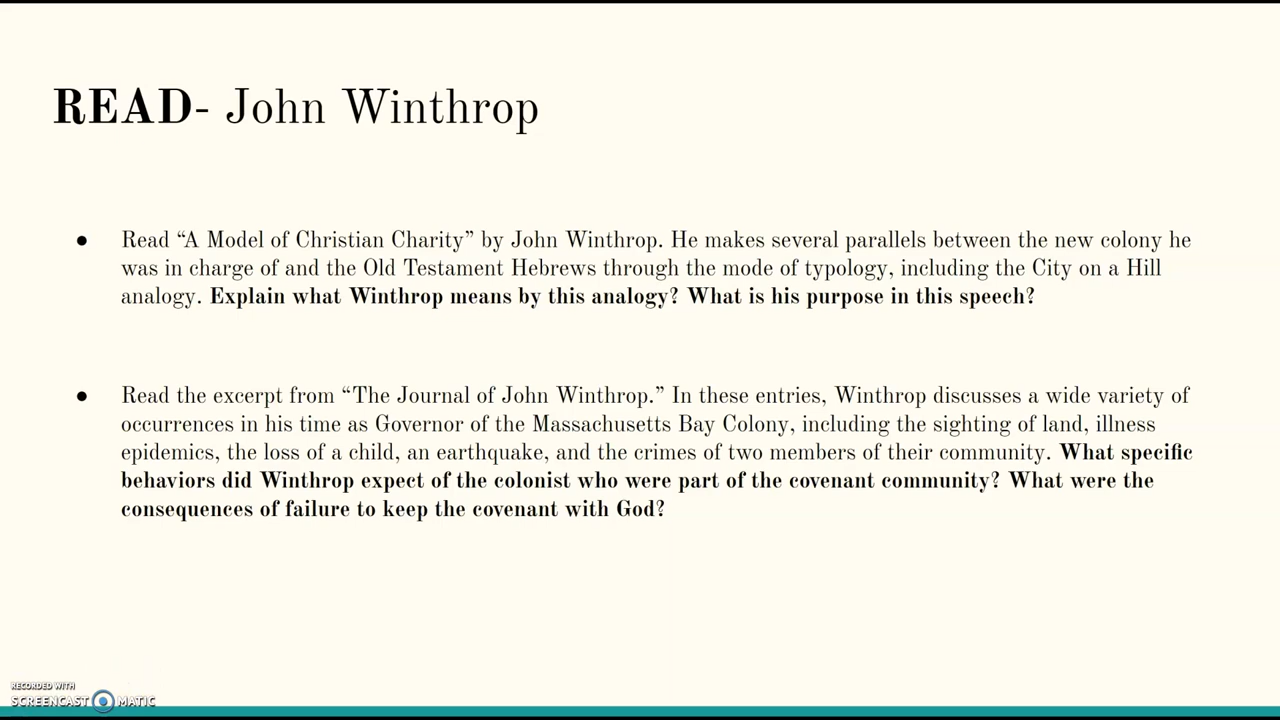 READ- John Winthrop
● Read “A Model of Christian Charity” by John Winthrop. He makes several parallels between the new colony he
was in charge of and the Old Testament Hebrews through the mode of typology, including the City on a Hill
analogy. Explain what Winthrop means by this analogy? What is his purpose in this speech?
● Read the excerpt from “The Journal of John Winthrop.” In these entries, Winthrop discusses a wide variety of
occurrences in his time as Governor of the Massachusetts Bay Colony, including the sighting of land, illness
epidemics, the loss of a child, an earthquake, and the crimes of two members of their community. What specific
behaviors did Winthrop expect of the colonist who were part of the covenant community? What were the
consequences of failure to keep the covenant with God?
RECORDED WITH
SCREENCAST MATIC